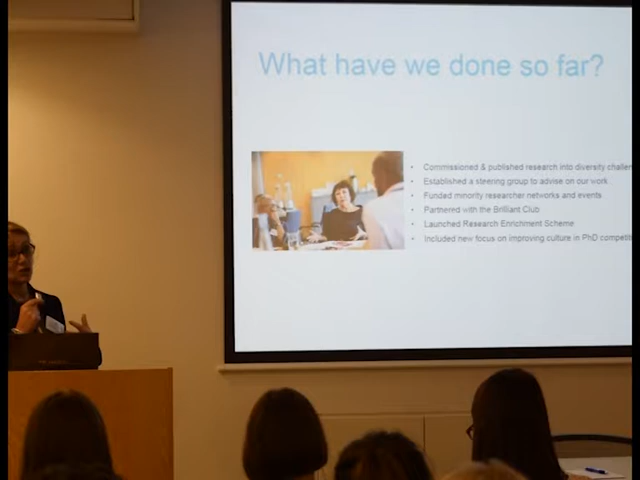 What have we done so far?
• Commissioned & published research into diversity
• Established a steering group to advise on our work
• Funded minority researcher networks and events
• Partnered with the Brilliant Club
• Launched Research Enrichment Scheme
• Included new focus on improving culture in PhD